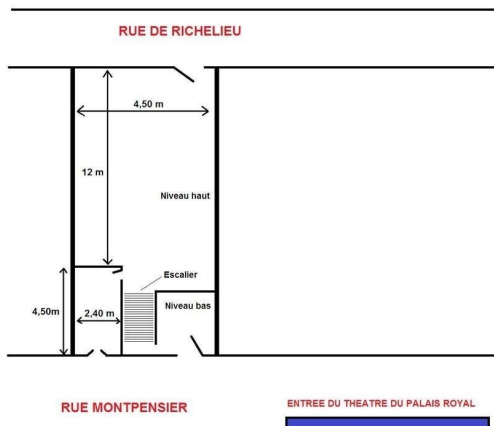 RUE DE RICHELIEU
4,50 m
12 m
Niveau haut
Escalier
4,50m
2,40 m
Niveau bas
RUE MONTPENSIER
ENTREE DU THEATRE DU PALAIS ROYAL